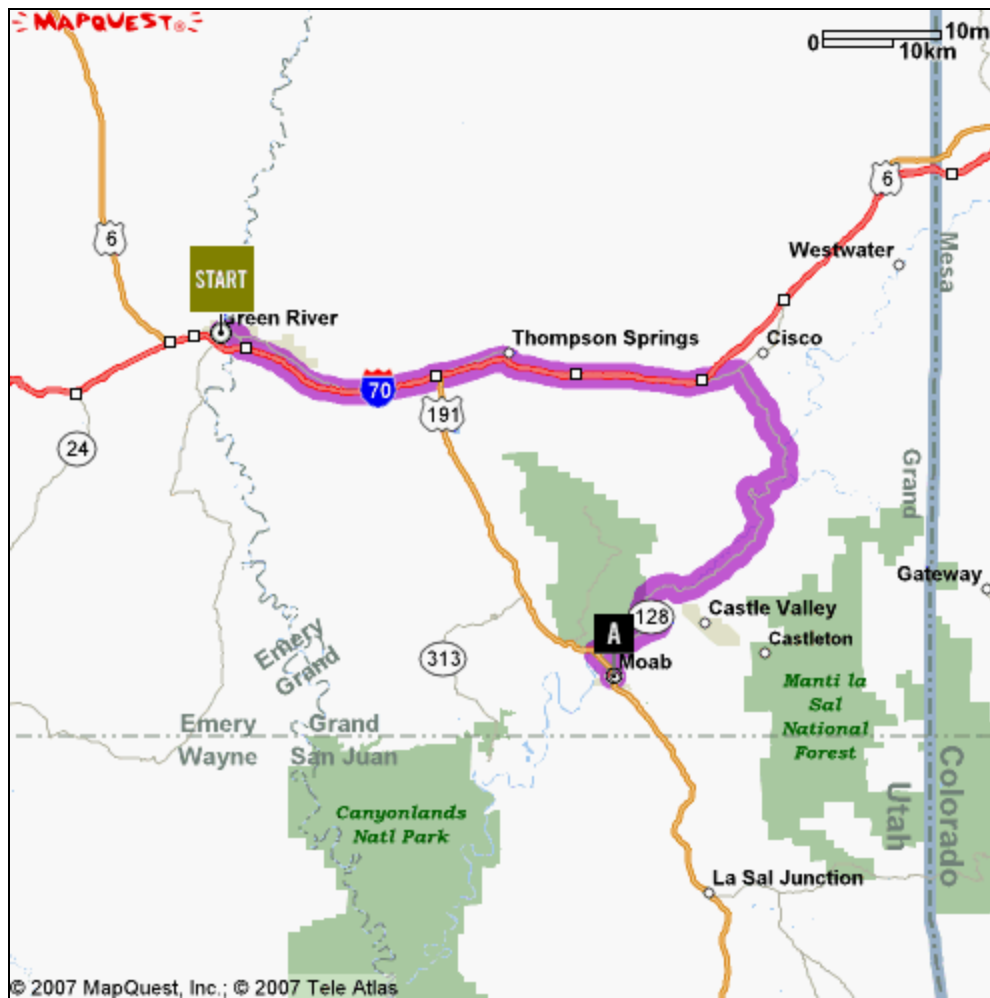 MAPQUEST®
0 10mi
10km
6
Westwater
Mesa
6
START
Green River
Thompson Springs
Cisco
70
191
24
Grand
Gateway
128
Castle Valley
A
Castleton
Moab
Emery
Grand
313
Manti la
Sal
National
Forest
Emery Grand
Wayne San Juan
Utah
Colorado
Canyonlands
Natl Park
La Sal Junction
© 2007 MapQuest, Inc.; © 2007 Tele Atlas